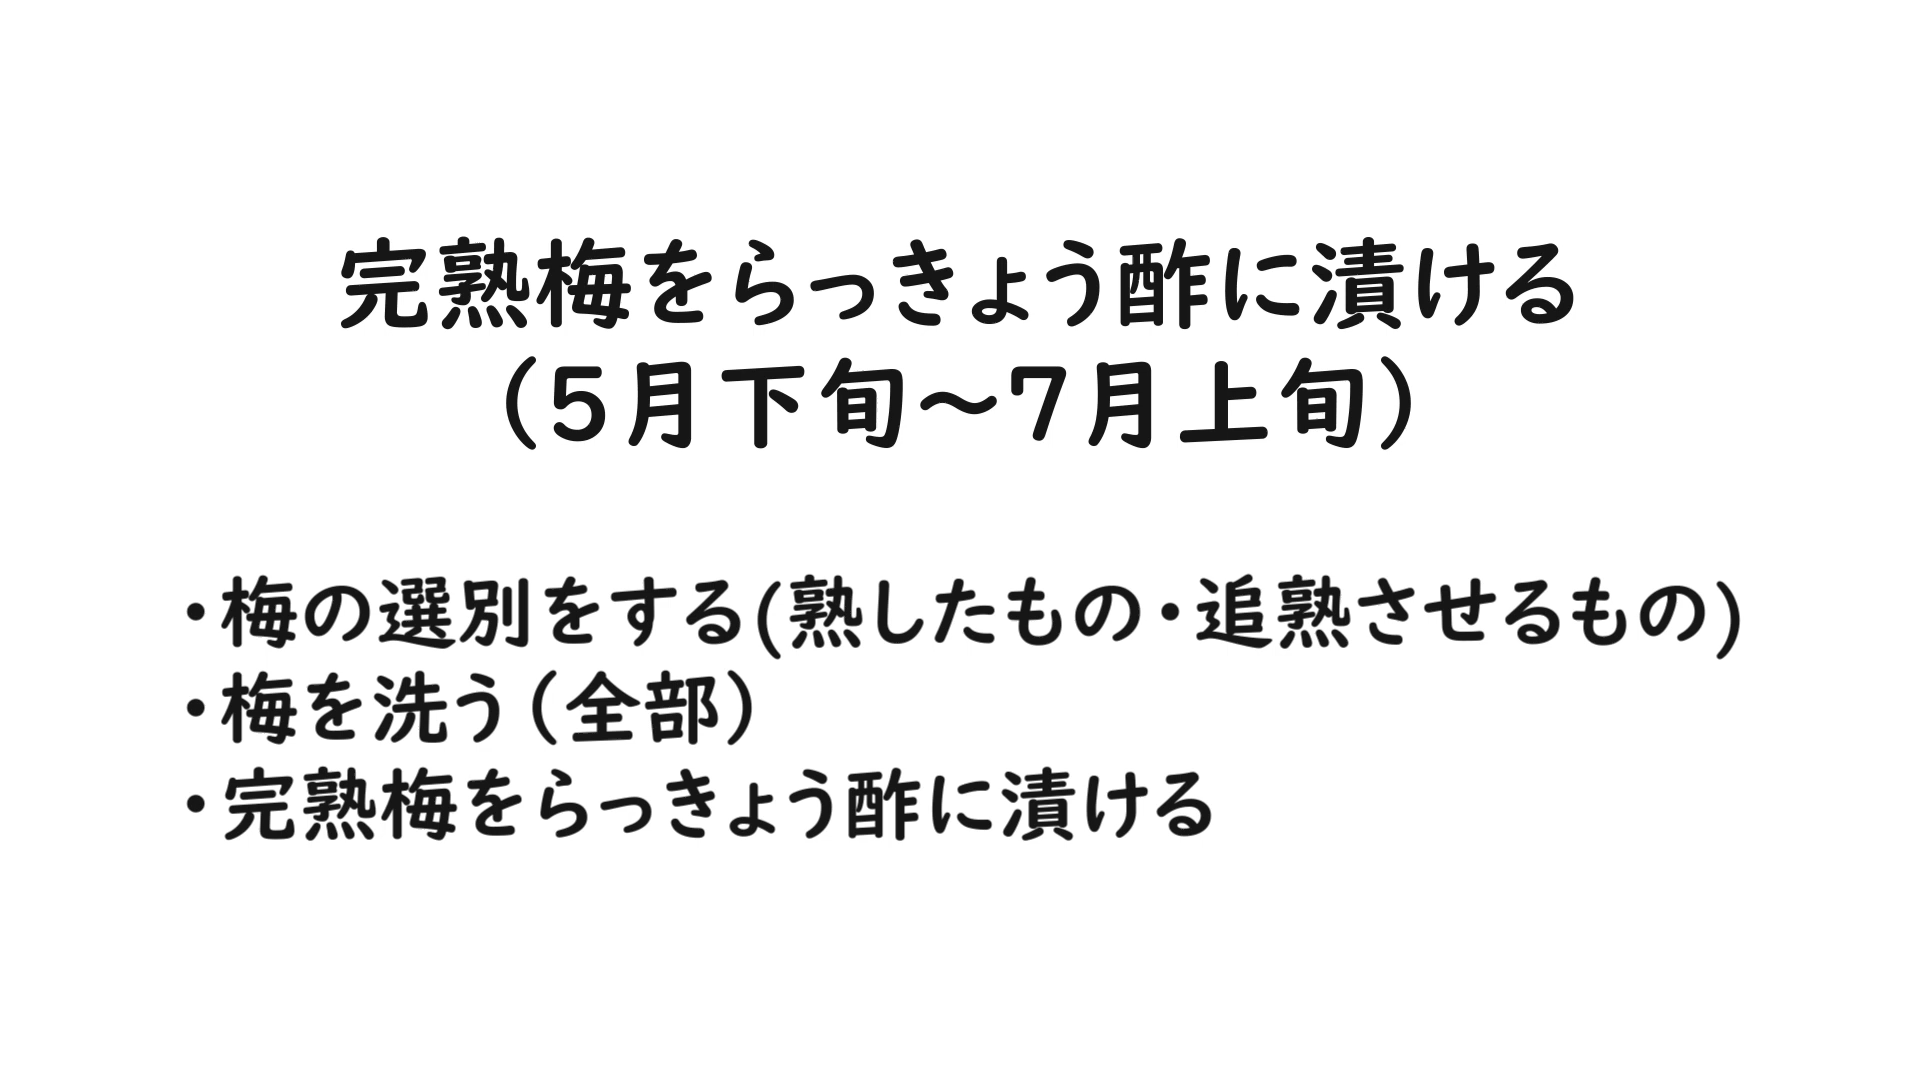 完熟梅をらっきょう酢に漬ける
（5月下旬〜7月上旬）
・梅の選別をする(熟したもの・追熟させるもの)
・梅を洗う（全部）
・完熟梅をらっきょう酢に漬ける